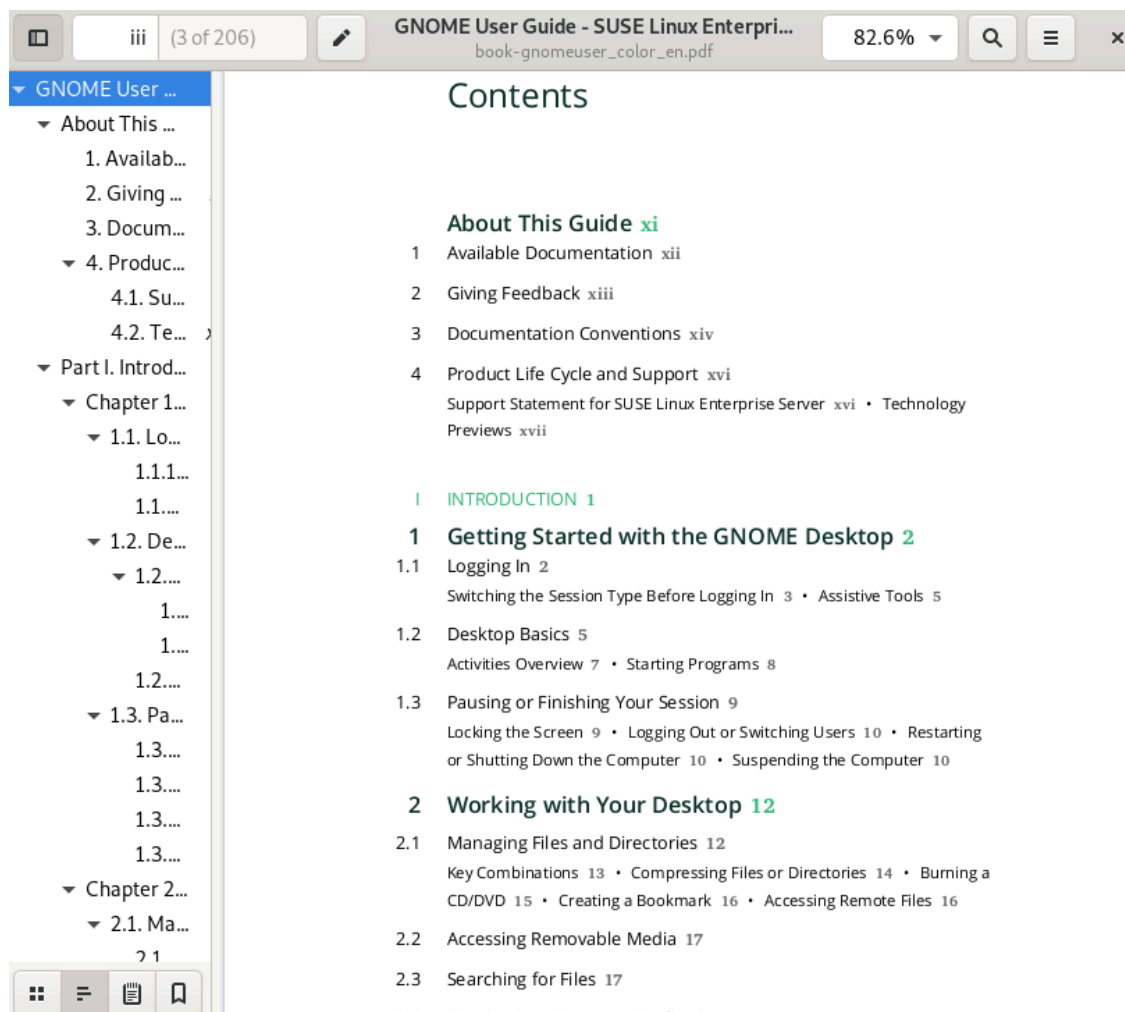 iii (3 of 206)
GNOME User Guide - SUSE Linux Enterpri...
book-gnomeuser_color_en.pdf
82.6%
GNOME User ...
About This ...
1. Availab...
2. Giving ...
3. Docum...
4. Produc...
4.1. Su...
4.2. Te...
Part I. Introd...
Chapter 1...
1.1. Lo...
1.1.1...
1.1....
1.2. De...
1.2....
1....
1....
1.2....
1.3. Pa...
1.3....
1.3....
1.3....
1.3....
Chapter 2...
2.1. Ma...
2.1
Contents
About This Guide xi
1 Available Documentation xii
2 Giving Feedback xiii
3 Documentation Conventions xiv
4 Product Life Cycle and Support xvi
Support Statement for SUSE Linux Enterprise Server xvi • Technology
Previews xvii
I INTRODUCTION 1
1 Getting Started with the GNOME Desktop 2
1.1 Logging In 2
Switching the Session Type Before Logging In 3 • Assistive Tools 5
1.2 Desktop Basics 5
Activities Overview 7 • Starting Programs 8
1.3 Pausing or Finishing Your Session 9
Locking the Screen 9 • Logging Out or Switching Users 10 • Restarting
or Shutting Down the Computer 10 • Suspending the Computer 10
2 Working with Your Desktop 12
2.1 Managing Files and Directories 12
Key Combinations 13 • Compressing Files or Directories 14 • Burning a
CD/DVD 15 • Creating a Bookmark 16 • Accessing Remote Files 16
2.2 Accessing Removable Media 17
2.3 Searching for Files 17